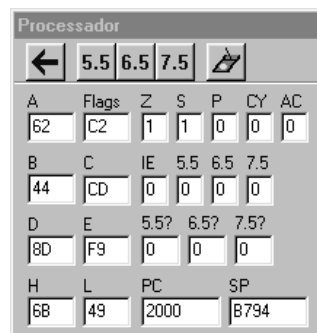 Processador
5.5 6.5 7.5
A Flags Z S P CY AC
62 C2 1 1 0 0 0
B C IE 5.5 6.5 7.5
44 CD 0 0 0 0
D E 5.5? 6.5? 7.5?
8D F9 0 0 0
H L PC SP
6B 49 2000 B794